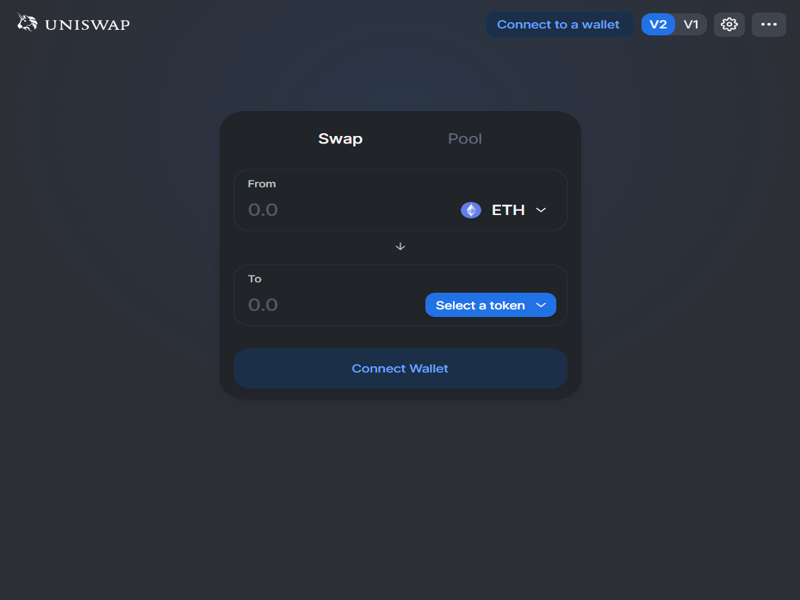 UNISWAP
Connect to a wallet
V2 V1
Swap Pool
From
0.0 ETH
To
0.0 Select a token
Connect Wallet